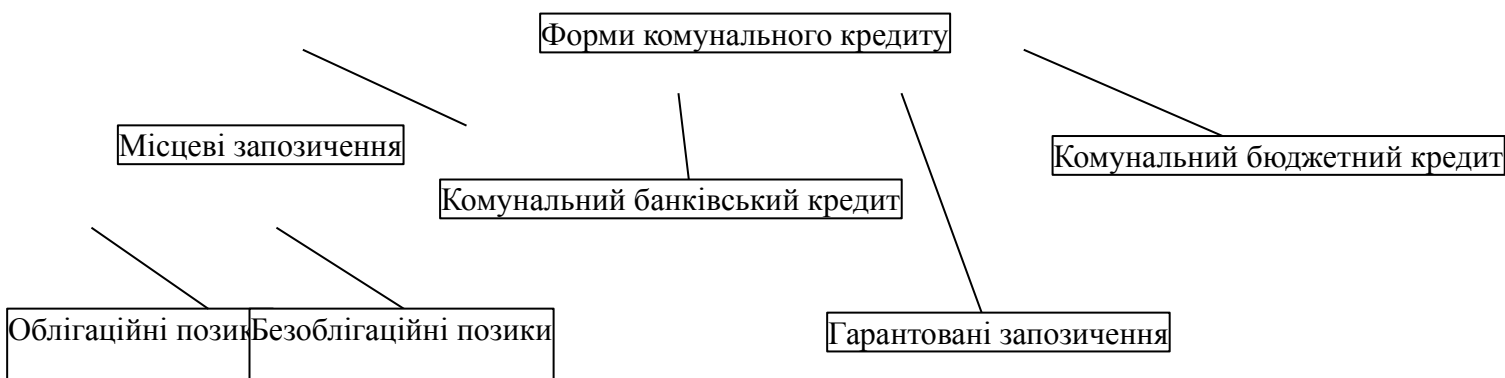 Форми комунального кредиту
Місцеві запозичення
Комунальний бюджетний кредит
Комунальний банківський кредит
Облігаційні позик
Безоблігаційні позики
Гарантовані запозичення